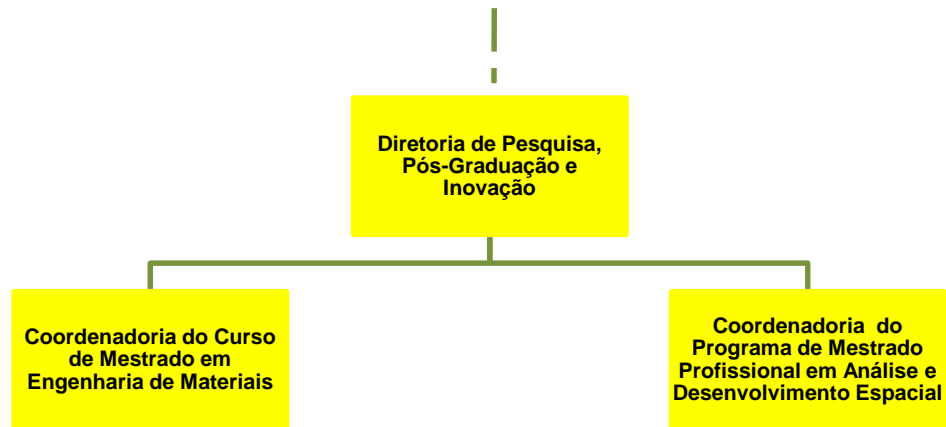 Diretoria de Pesquisa,
Pós-Graduação e
Inovação
Coordenadoria do Curso
de Mestrado em
Engenharia de Materiais
Coordenadoria do
Programa de Mestrado
Profissional em Análise e
Desenvolvimento Espacial